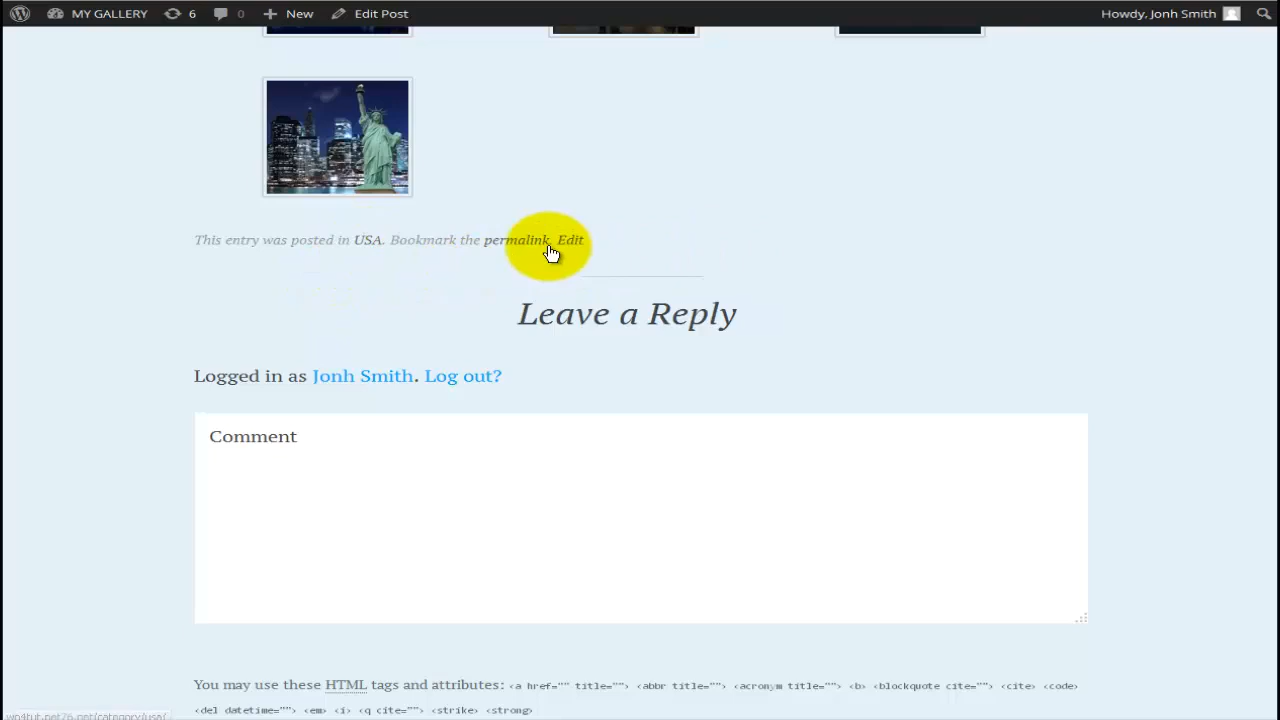 MY GALLERY 6 0 New Edit Post Howdy, Jonh Smith
This entry was posted in USA. Bookmark the permalink. Edit
Leave a Reply
Logged in as Jonh Smith. Log out?
Comment
You may use these HTML tags and attributes: <a href="" title=""> <abbr title=""> <acronym title=""> <b> <blockquote cite=""> <cite> <code>
<del datetime=""> <em> <i> <q cite=""> <strike> <strong>